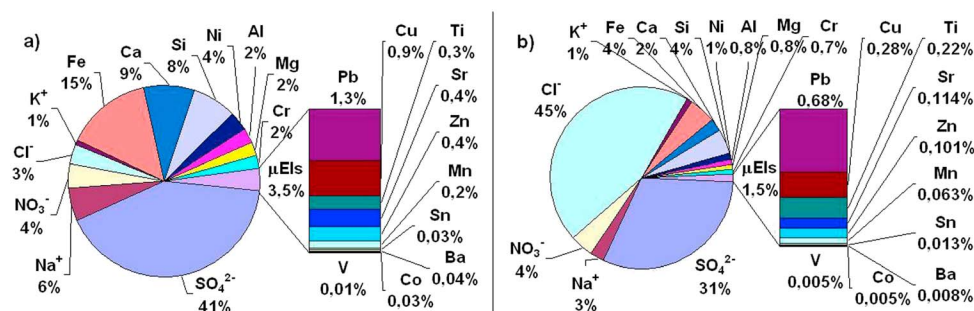 a)
K+
1%
Fe
15%
Ca
9%
Si
8%
Ni
4%
Al
2%
Mg
2%
Cr
2%
µEls
3,5%
SO₄²⁻
41%
Na⁺
6%
NO₃⁻
4%
Cl⁻
3%
Pb
1,3%
Cu
0,9%
Ti
0,3%
Sr
0,4%
Zn
0,4%
Mn
0,2%
Sn
0,03%
Ba
0.04%
Co
0,03%
V
0,01%
b)
Cl⁻
45%
K⁺
1%
Fe
4%
Ca
2%
Si
4%
Ni
1%
Al
0,8%
Mg
0,8%
Cr
0,7%
µEls
1,5%
SO₄²⁻
31%
Na⁺
3%
NO₃⁻
4%
Pb
0,68%
Cu
0,28%
Ti
0,22%
Sr
0,114%
Zn
0,101%
Mn
0,063%
Sn
0,013%
Ba
0,008%
Co
0,005%
V
0,005%